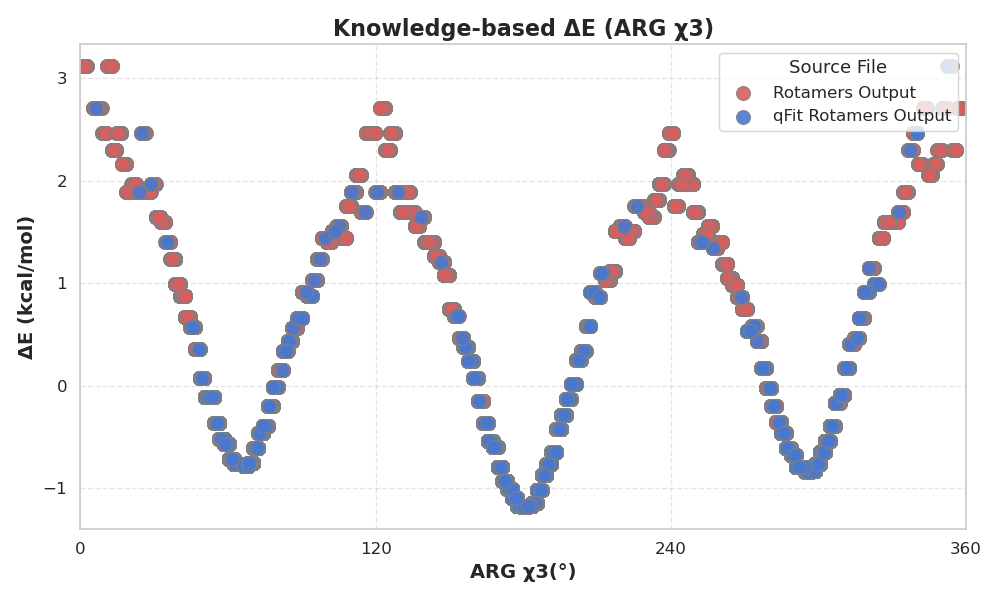 Knowledge-based ΔE (ARG χ3)
Source File
Rotamers Output
qFit Rotamers Output
ΔE (kcal/mol)
3
2
1
0
−1
0 120 240 360
ARG χ3(°)